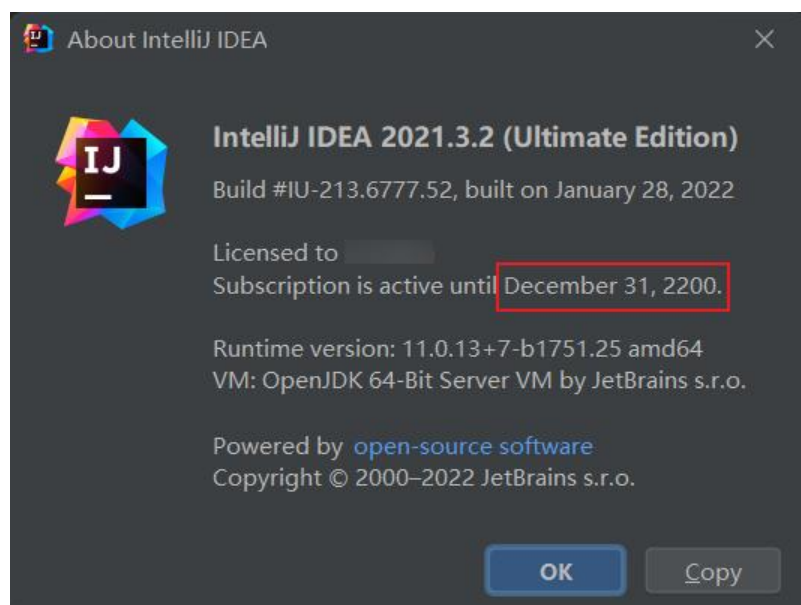 About IntelliJ IDEA
IJ
IntelliJ IDEA 2021.3.2 (Ultimate Edition)
Build #IU-213.6777.52, built on January 28, 2022
Licensed to
Subscription is active until December 31, 2200.
Runtime version: 11.0.13+7-b1751.25 amd64
VM: OpenJDK 64-Bit Server VM by JetBrains s.r.o.
Powered by open-source software
Copyright © 2000–2022 JetBrains s.r.o.
OK
Copy